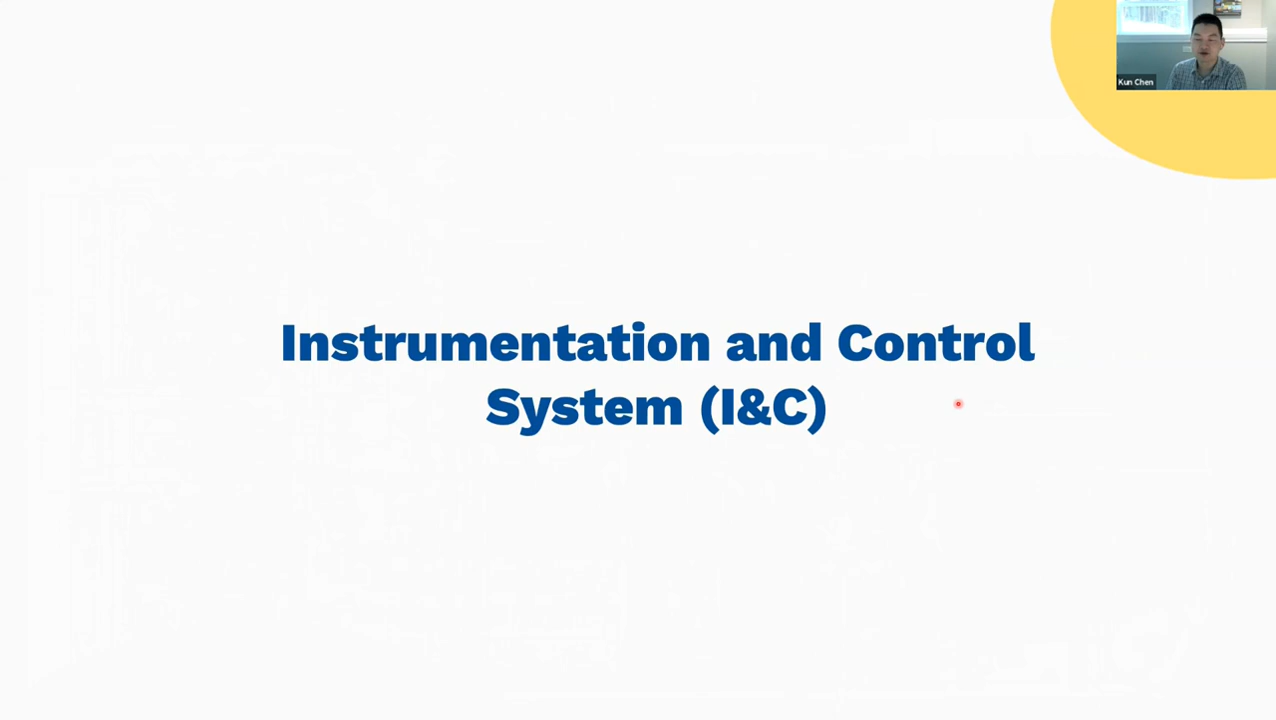 Kun Chen
Instrumentation and Control
System (I&C)